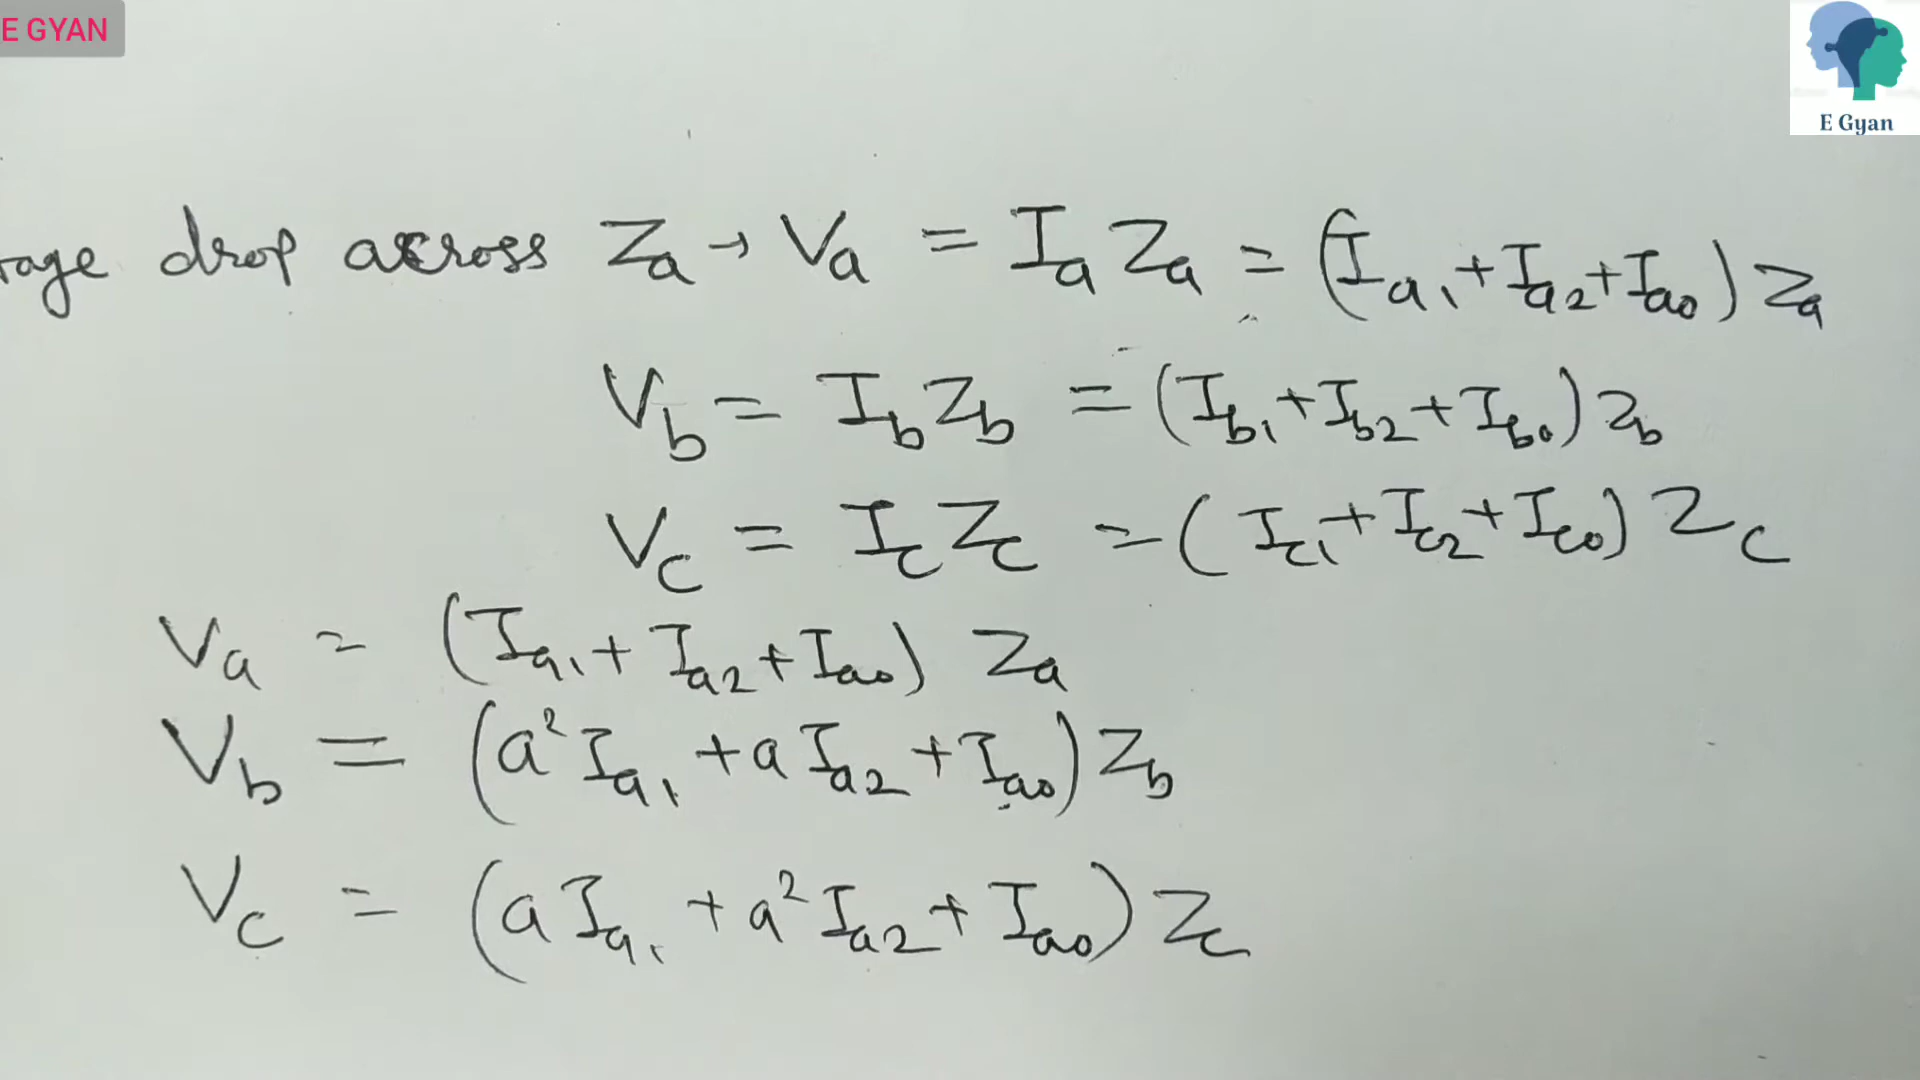 E GYAN
E Gyan
drop across Za → Va = Ia Za = (Ia1 + Ia2 + Ia0) Za
Vb = Ib Zb = (Ib1 + Ib2 + Ib0) Zb
Vc = Ic Zc = (Ic1 + Ic2 + Ic0) Zc
Va = (Ia1 + Ia2 + Ia0) Za
Vb = (a² Ia1 + a Ia2 + Ia0) Zb
Vc = (a Ia1 + a² Ia2 + Ia0) Zc